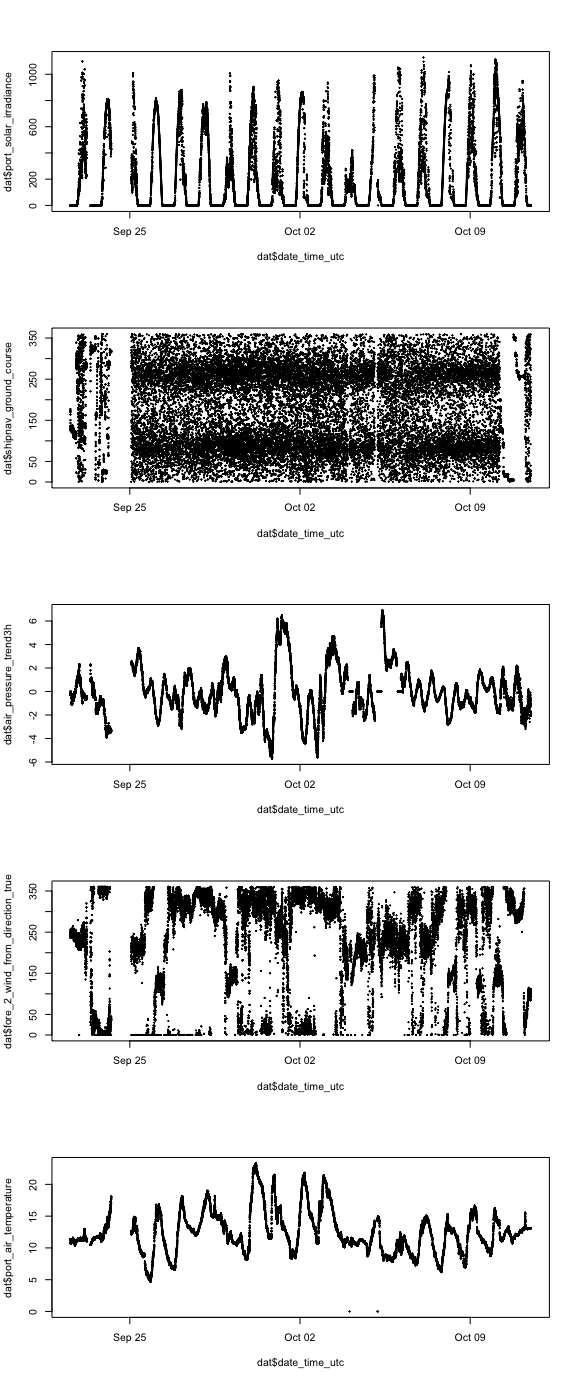 dat$port_solar_irradiance
0 200 600 1000
Sep 25 Oct 02 Oct 09
dat$date_time_utc
dat$shipnav_ground_course
0 50 150 250 350
Sep 25 Oct 02 Oct 09
dat$date_time_utc
dat$air_pressure_trend3h
-6 -4 -2 0 2 4 6
Sep 25 Oct 02 Oct 09
dat$date_time_utc
dat$fore_2_wind_from_direction_true
0 50 150 250 350
Sep 25 Oct 02 Oct 09
dat$date_time_utc
dat$port_air_temperature
0 5 10 15 20
Sep 25 Oct 02 Oct 09
dat$date_time_utc